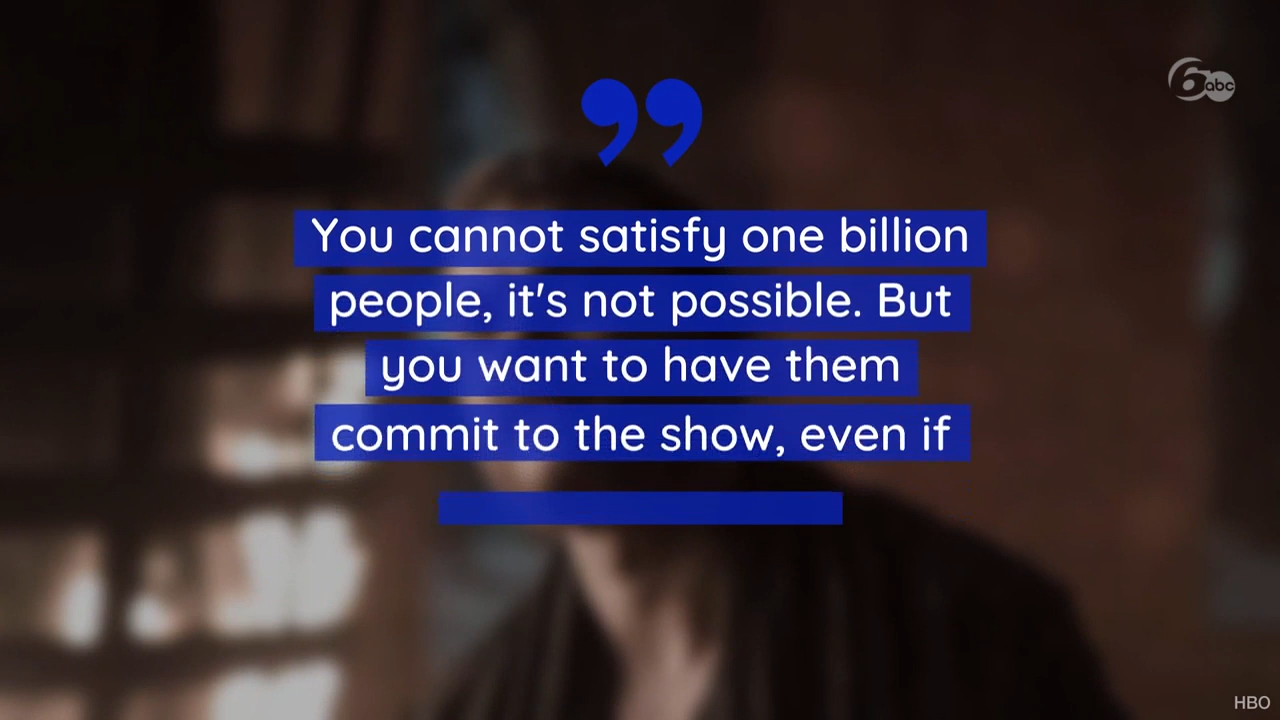 6abc
You cannot satisfy one billion
people, it's not possible. But
you want to have them
commit to the show, even if
HBO